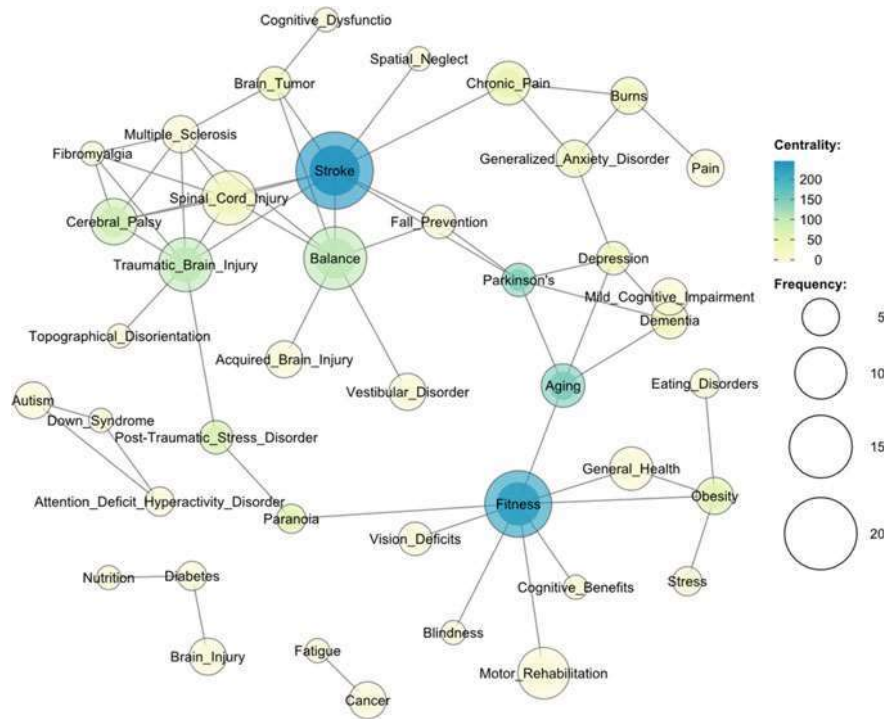 Cognitive_Dysfunctio
Spatial_Neglect
Brain_Tumor
Chronic_Pain
Burns
Multiple_Sclerosis
Fibromyalgia
Generalized_Anxiety_Disorder
Pain
Stroke
Spinal_Cord_Injury
Cerebral_Palsy
Fall_Prevention
Traumatic_Brain_Injury
Balance
Depression
Parkinson's
Mild_Cognitive_Impairment
Dementia
Topographical_Disorientation
Acquired_Brain_Injury
Vestibular_Disorder
Aging
Eating_Disorders
Autism
Down_Syndrome
Post-Traumatic_Stress_Disorder
General_Health
Attention_Deficit_Hyperactivity_Disorder
Paranoia
Fitness
Obesity
Vision_Deficits
Nutrition
Diabetes
Cognitive_Benefits
Stress
Blindness
Brain_Injury
Fatigue
Motor_Rehabilitation
Cancer
Centrality:
200
150
100
50
0
Frequency:
5
10
15
20